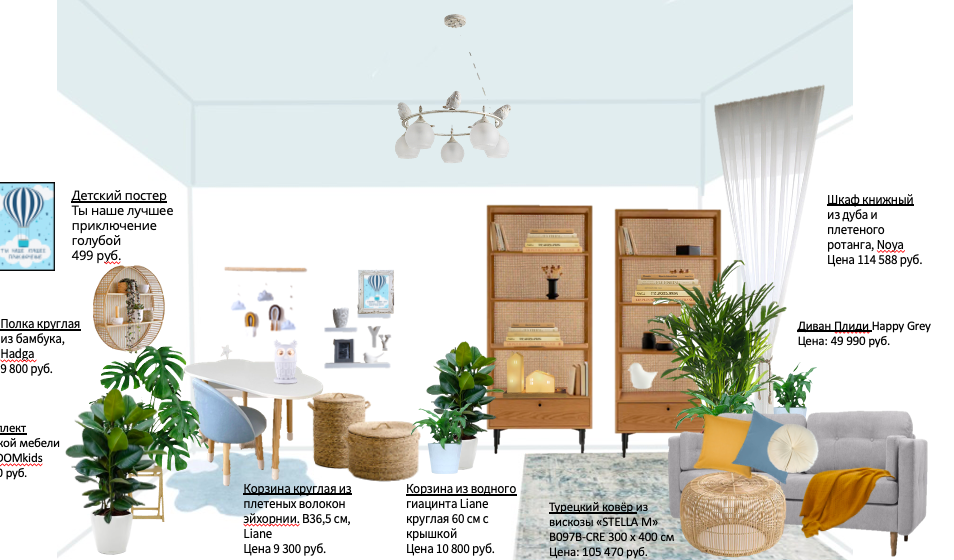 Детский постер
Ты наше лучшее
приключение
голубой
499 руб.
Шкаф книжный
из дуба и
плетеного
ротанга, Noya
Цена 114 588 руб.
Полка круглая
из бамбука,
Hadga
9 800 руб.
Диван Плиди Happy Grey
Цена: 49 990 руб.
плект
кой мебели
DOMkids
0 руб.
Корзина круглая из
плетеных волокон
эйхорнии. В36,5 см,
Liane
Цена 9 300 руб.
Корзина из водного
гиацинта Liane
круглая 60 см с
крышкой
Цена 10 800 руб.
Турецкий ковёр из
вискозы «STELLA M»
B097B-CRE 300 x 400 см
Цена: 105 470 руб.